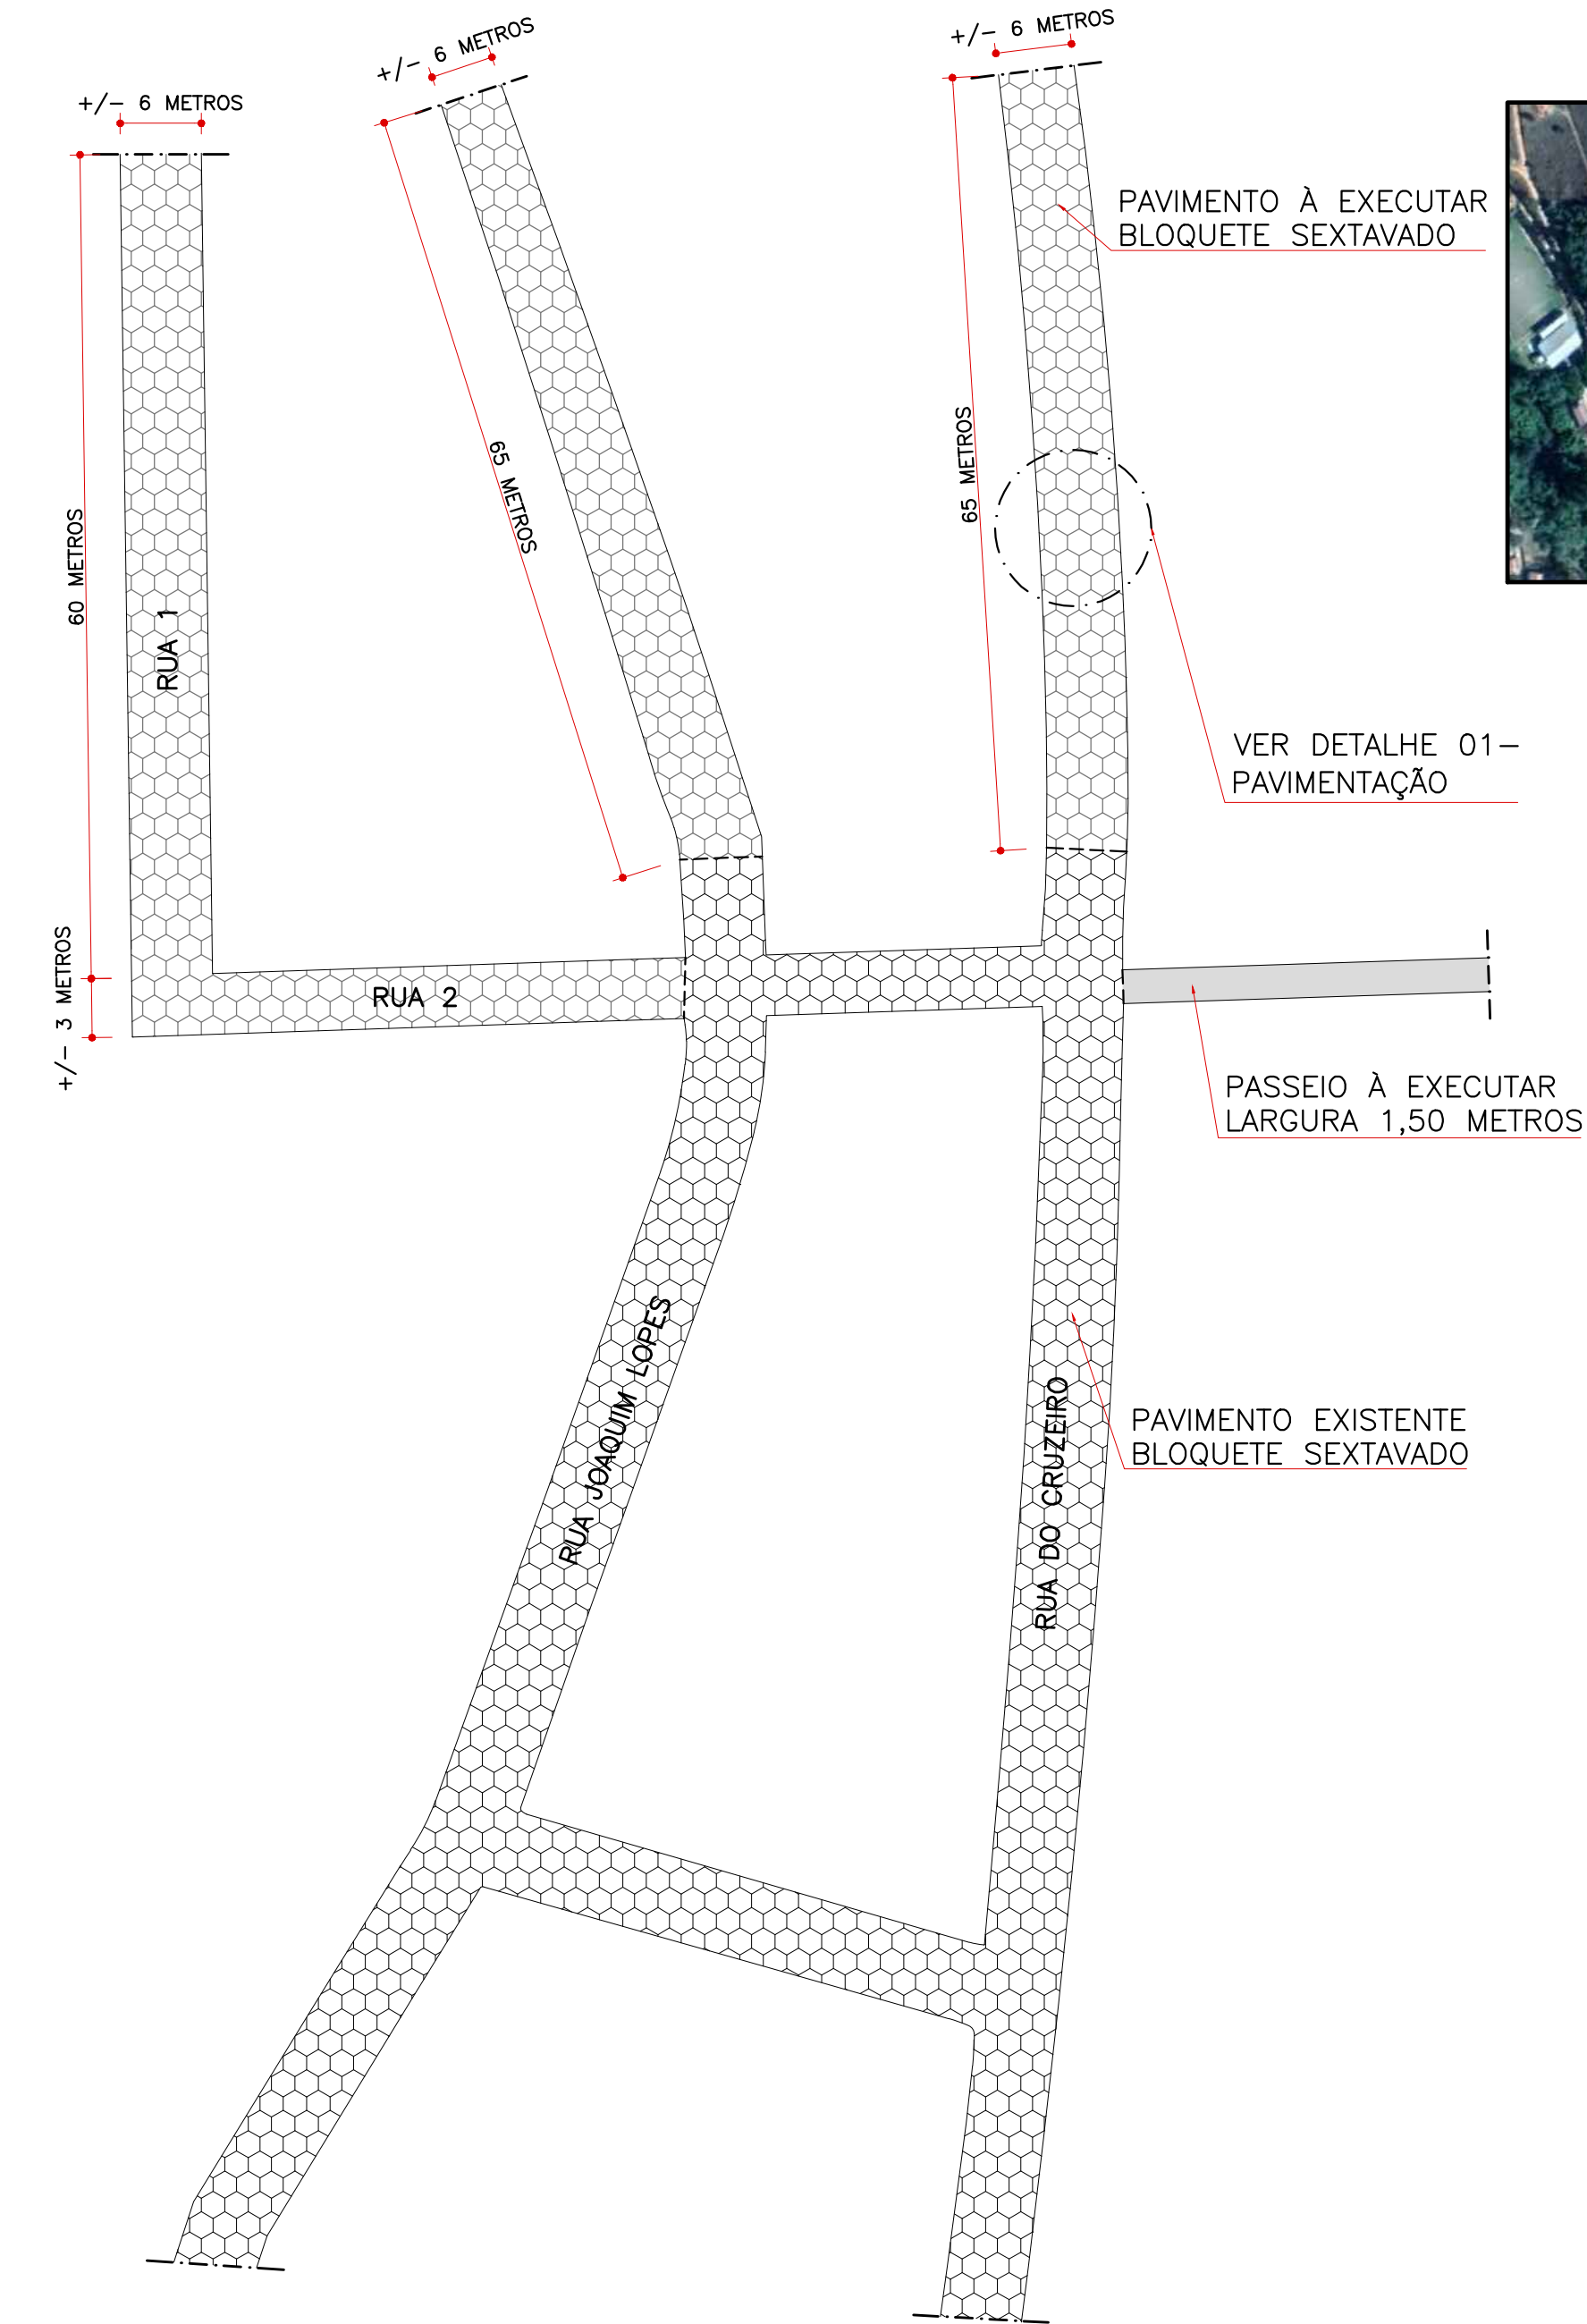 +/- 6 METROS
+/- 6 METROS
+/- 6 METROS
PAVIMENTO À EXECUTAR
BLOQUETE SEXTAVADO
65 METROS
65 METROS
60 METROS
RUA 1
VER DETALHE 01-
PAVIMENTAÇÃO
+/- 3 METROS
RUA 2
PASSEIO À EXECUTAR
LARGURA 1,50 METROS
RUA JOAQUIM LOPES
RUA DO CRUZEIRO
PAVIMENTO EXISTENTE
BLOQUETE SEXTAVADO